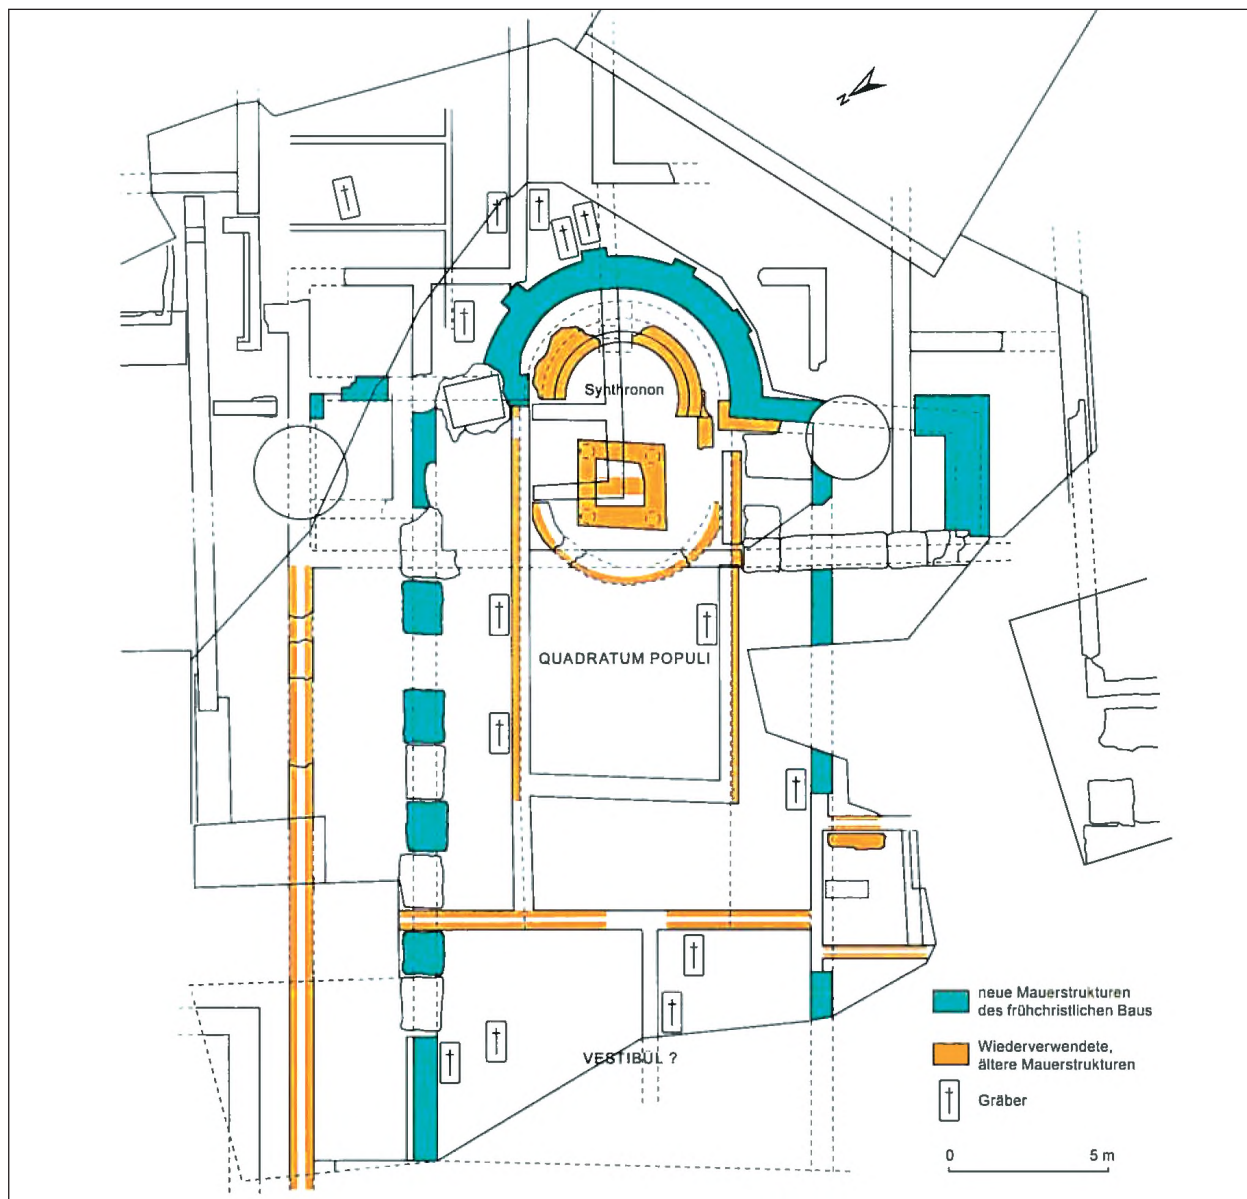 N
Synthronon
QUADRATUM POPULI
VESTIBÜL ?
neue Mauerstrukturen
des frühchristlichen Baus
Wiederverwendete,
ältere Mauerstrukturen
Gräber
0 5 m